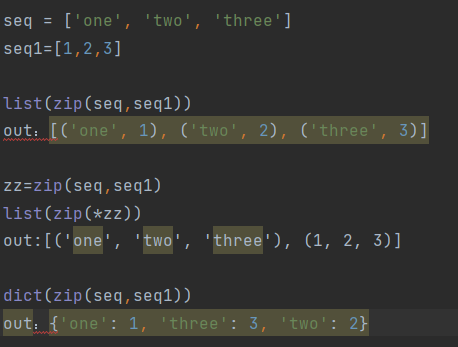 seq = ['one', 'two', 'three']
seq1=[1,2,3]
list(zip(seq,seq1))
out：[('one', 1), ('two', 2), ('three', 3)]
zz=zip(seq,seq1)
list(zip(*zz))
out:[('one', 'two', 'three'), (1, 2, 3)]
dict(zip(seq,seq1))
out：{'one': 1, 'three': 3, 'two': 2}